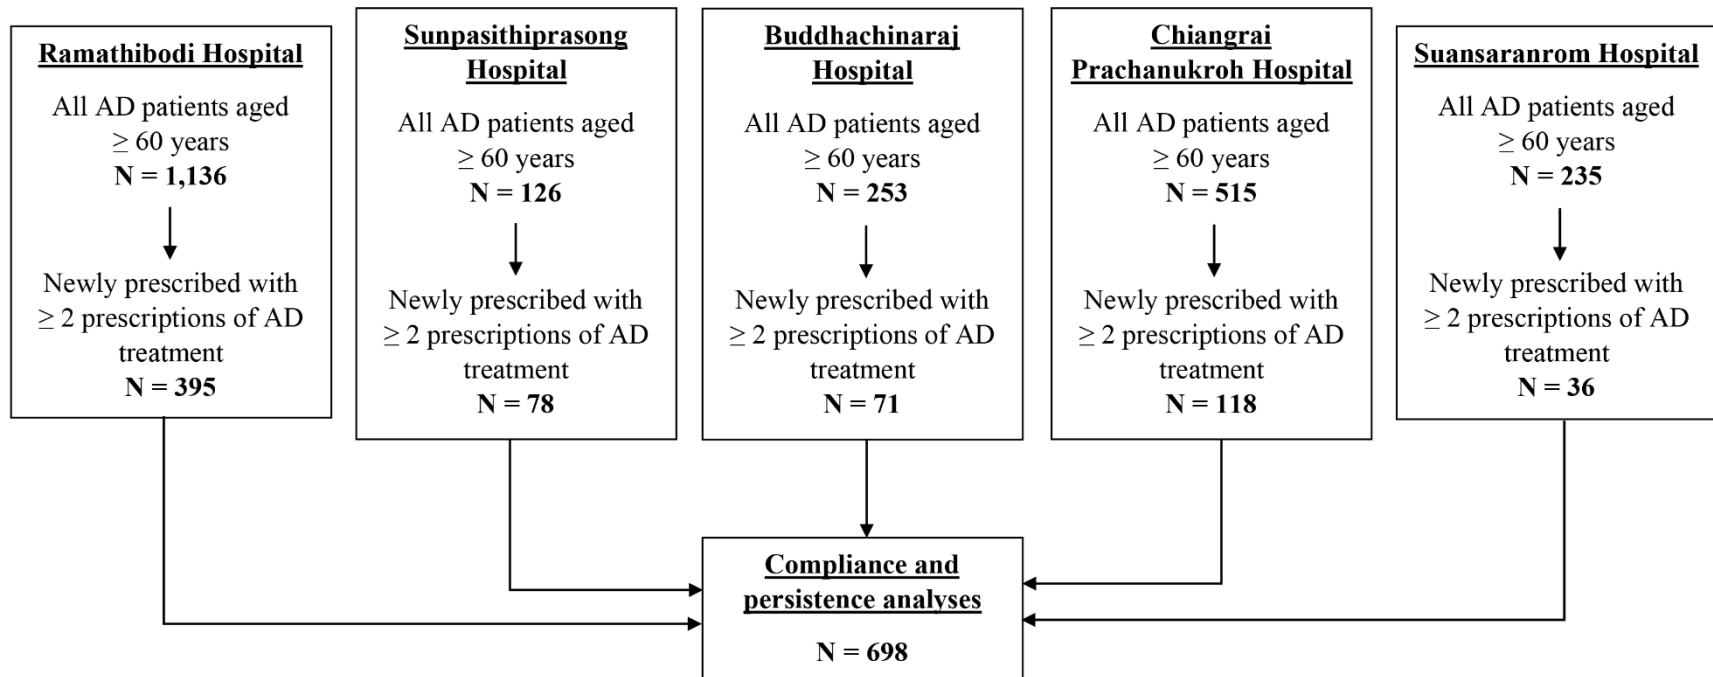 Ramathibodi Hospital
All AD patients aged
≥ 60 years
N = 1,136
Newly prescribed with
≥ 2 prescriptions of AD
treatment
N = 395
Sunpasithiprasong
Hospital
All AD patients aged
≥ 60 years
N = 126
Newly prescribed with
≥ 2 prescriptions of AD
treatment
N = 78
Buddhachinaraj
Hospital
All AD patients aged
≥ 60 years
N = 253
Newly prescribed with
≥ 2 prescriptions of AD
treatment
N = 71
Chiangrai
Prachanukroh Hospital
All AD patients aged
≥ 60 years
N = 515
Newly prescribed with
≥ 2 prescriptions of AD
treatment
N = 118
Suansaranrom Hospital
All AD patients aged
≥ 60 years
N = 235
Newly prescribed with
≥ 2 prescriptions of AD
treatment
N = 36
Compliance and
persistence analyses
N = 698